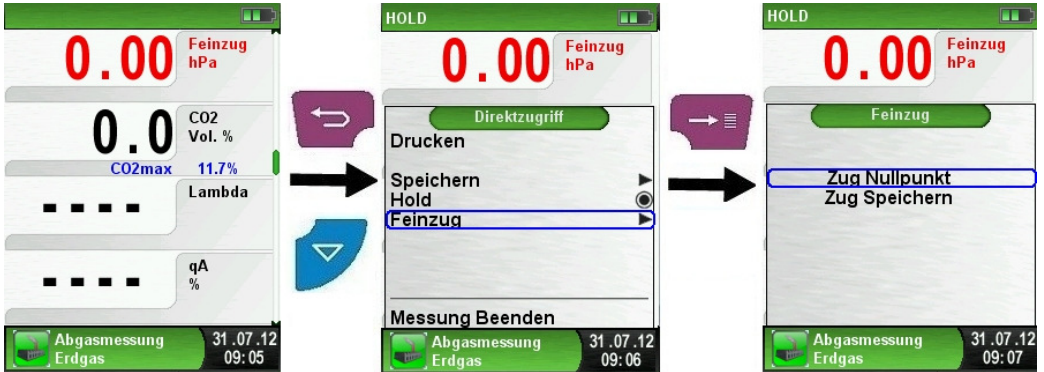 0.00 Feinzug
hPa
0.0 CO2
Vol. %
CO2max 11.7%
---- Lambda
---- qA
%
Abgasmessung 31.07.12
Erdgas 09:05
HOLD
0.00 Feinzug
hPa
Direktzugriff
Drucken
Speichern
Hold
Feinzug
Messung Beenden
Abgasmessung 31.07.12
Erdgas 09:06
HOLD
0.00 Feinzug
hPa
Feinzug
Zug Nullpunkt
Zug Speichern
Abgasmessung 31.07.12
Erdgas 09:07